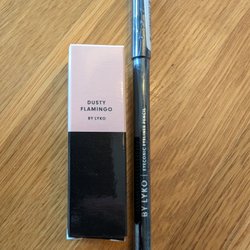 DUSTY
FLAMINGO
BY LYKO
BY LYKO | EYECONIC EYELINER PENCIL